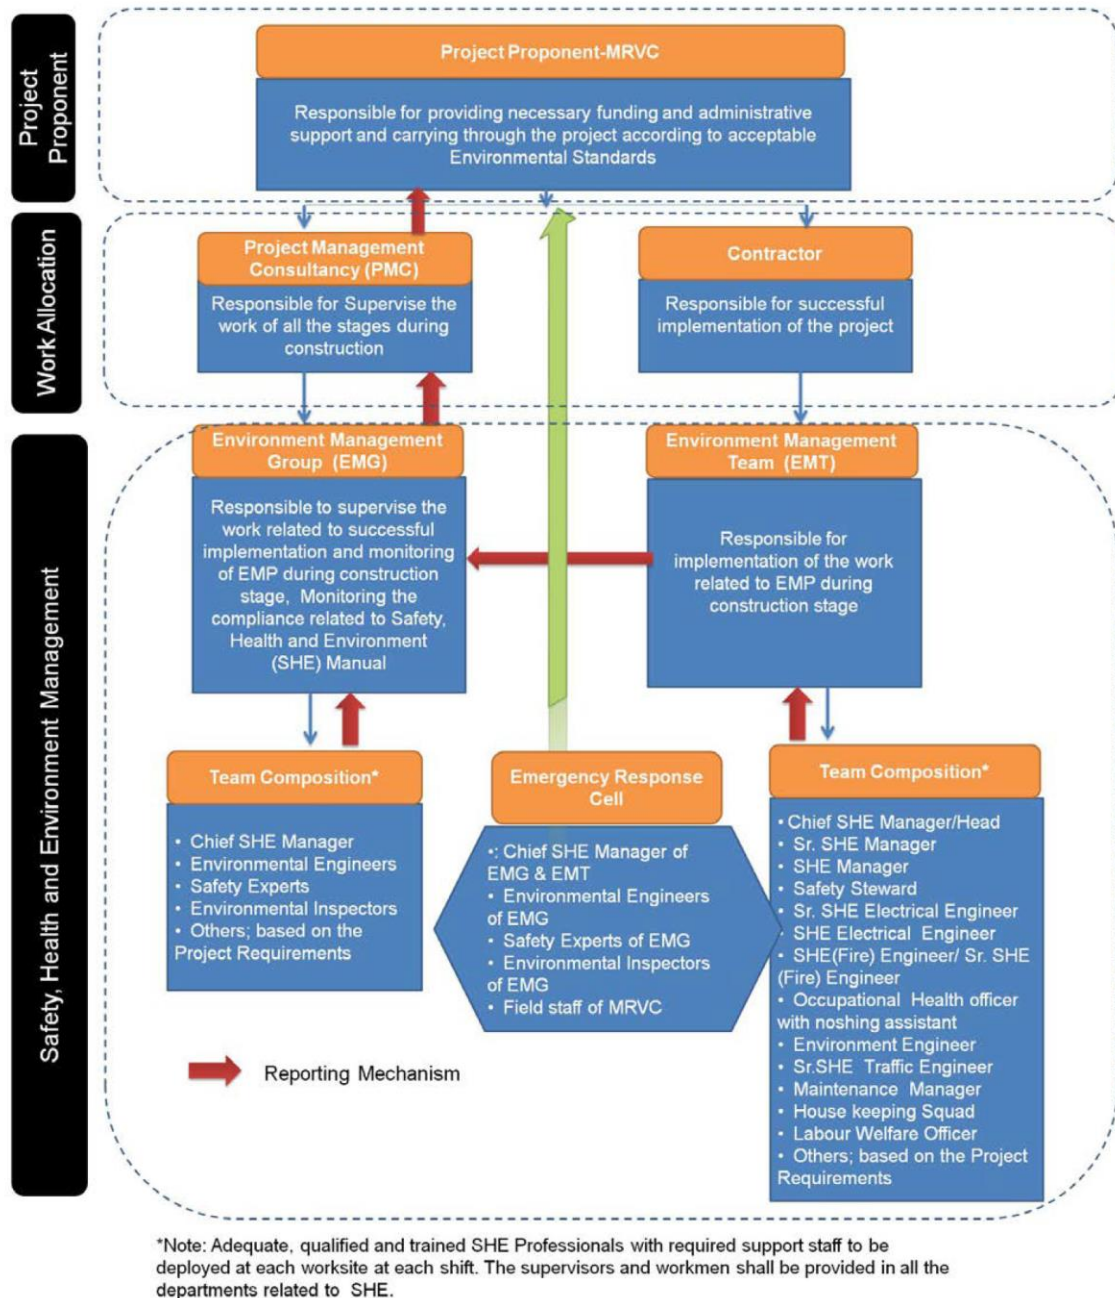 Project Proponent
Project Proponent-MRVC
Responsible for providing necessary funding and administrative
support and carrying through the project according to acceptable
Environmental Standards
Work Allocation
Project Management
Consultancy (PMC)
Responsible for Supervise the
work of all the stages during
construction
Contractor
Responsible for successful
implementation of the project
Safety, Health and Environment Management
Environment Management
Group (EMG)
Responsible to supervise the
work related to successful
implementation and monitoring
of EMP during construction
stage, Monitoring the
compliance related to Safety,
Health and Environment
(SHE) Manual
Environment Management
Team (EMT)
Responsible for
implementation of the work
related to EMP during
construction stage
Team Composition*
• Chief SHE Manager
• Environmental Engineers
• Safety Experts
• Environmental Inspectors
• Others; based on the
Project Requirements
Emergency Response
Cell
•: Chief SHE Manager of
EMG & EMT
• Environmental Engineers
of EMG
• Safety Experts of EMG
• Environmental Inspectors
of EMG
• Field staff of MRVC
Team Composition*
• Chief SHE Manager/Head
• Sr. SHE Manager
• SHE Manager
• Safety Steward
• Sr. SHE Electrical Engineer
• SHE Electrical Engineer
• SHE(Fire) Engineer/ Sr. SHE
(Fire) Engineer
• Occupational Health officer
with noshing assistant
• Environment Engineer
• Sr.SHE Traffic Engineer
• Maintenance Manager
• House keeping Squad
• Labour Welfare Officer
• Others; based on the Project
Requirements
Reporting Mechanism
*Note: Adequate, qualified and trained SHE Professionals with required support staff to be
deployed at each worksite at each shift. The supervisors and workmen shall be provided in all the
departments related to SHE.